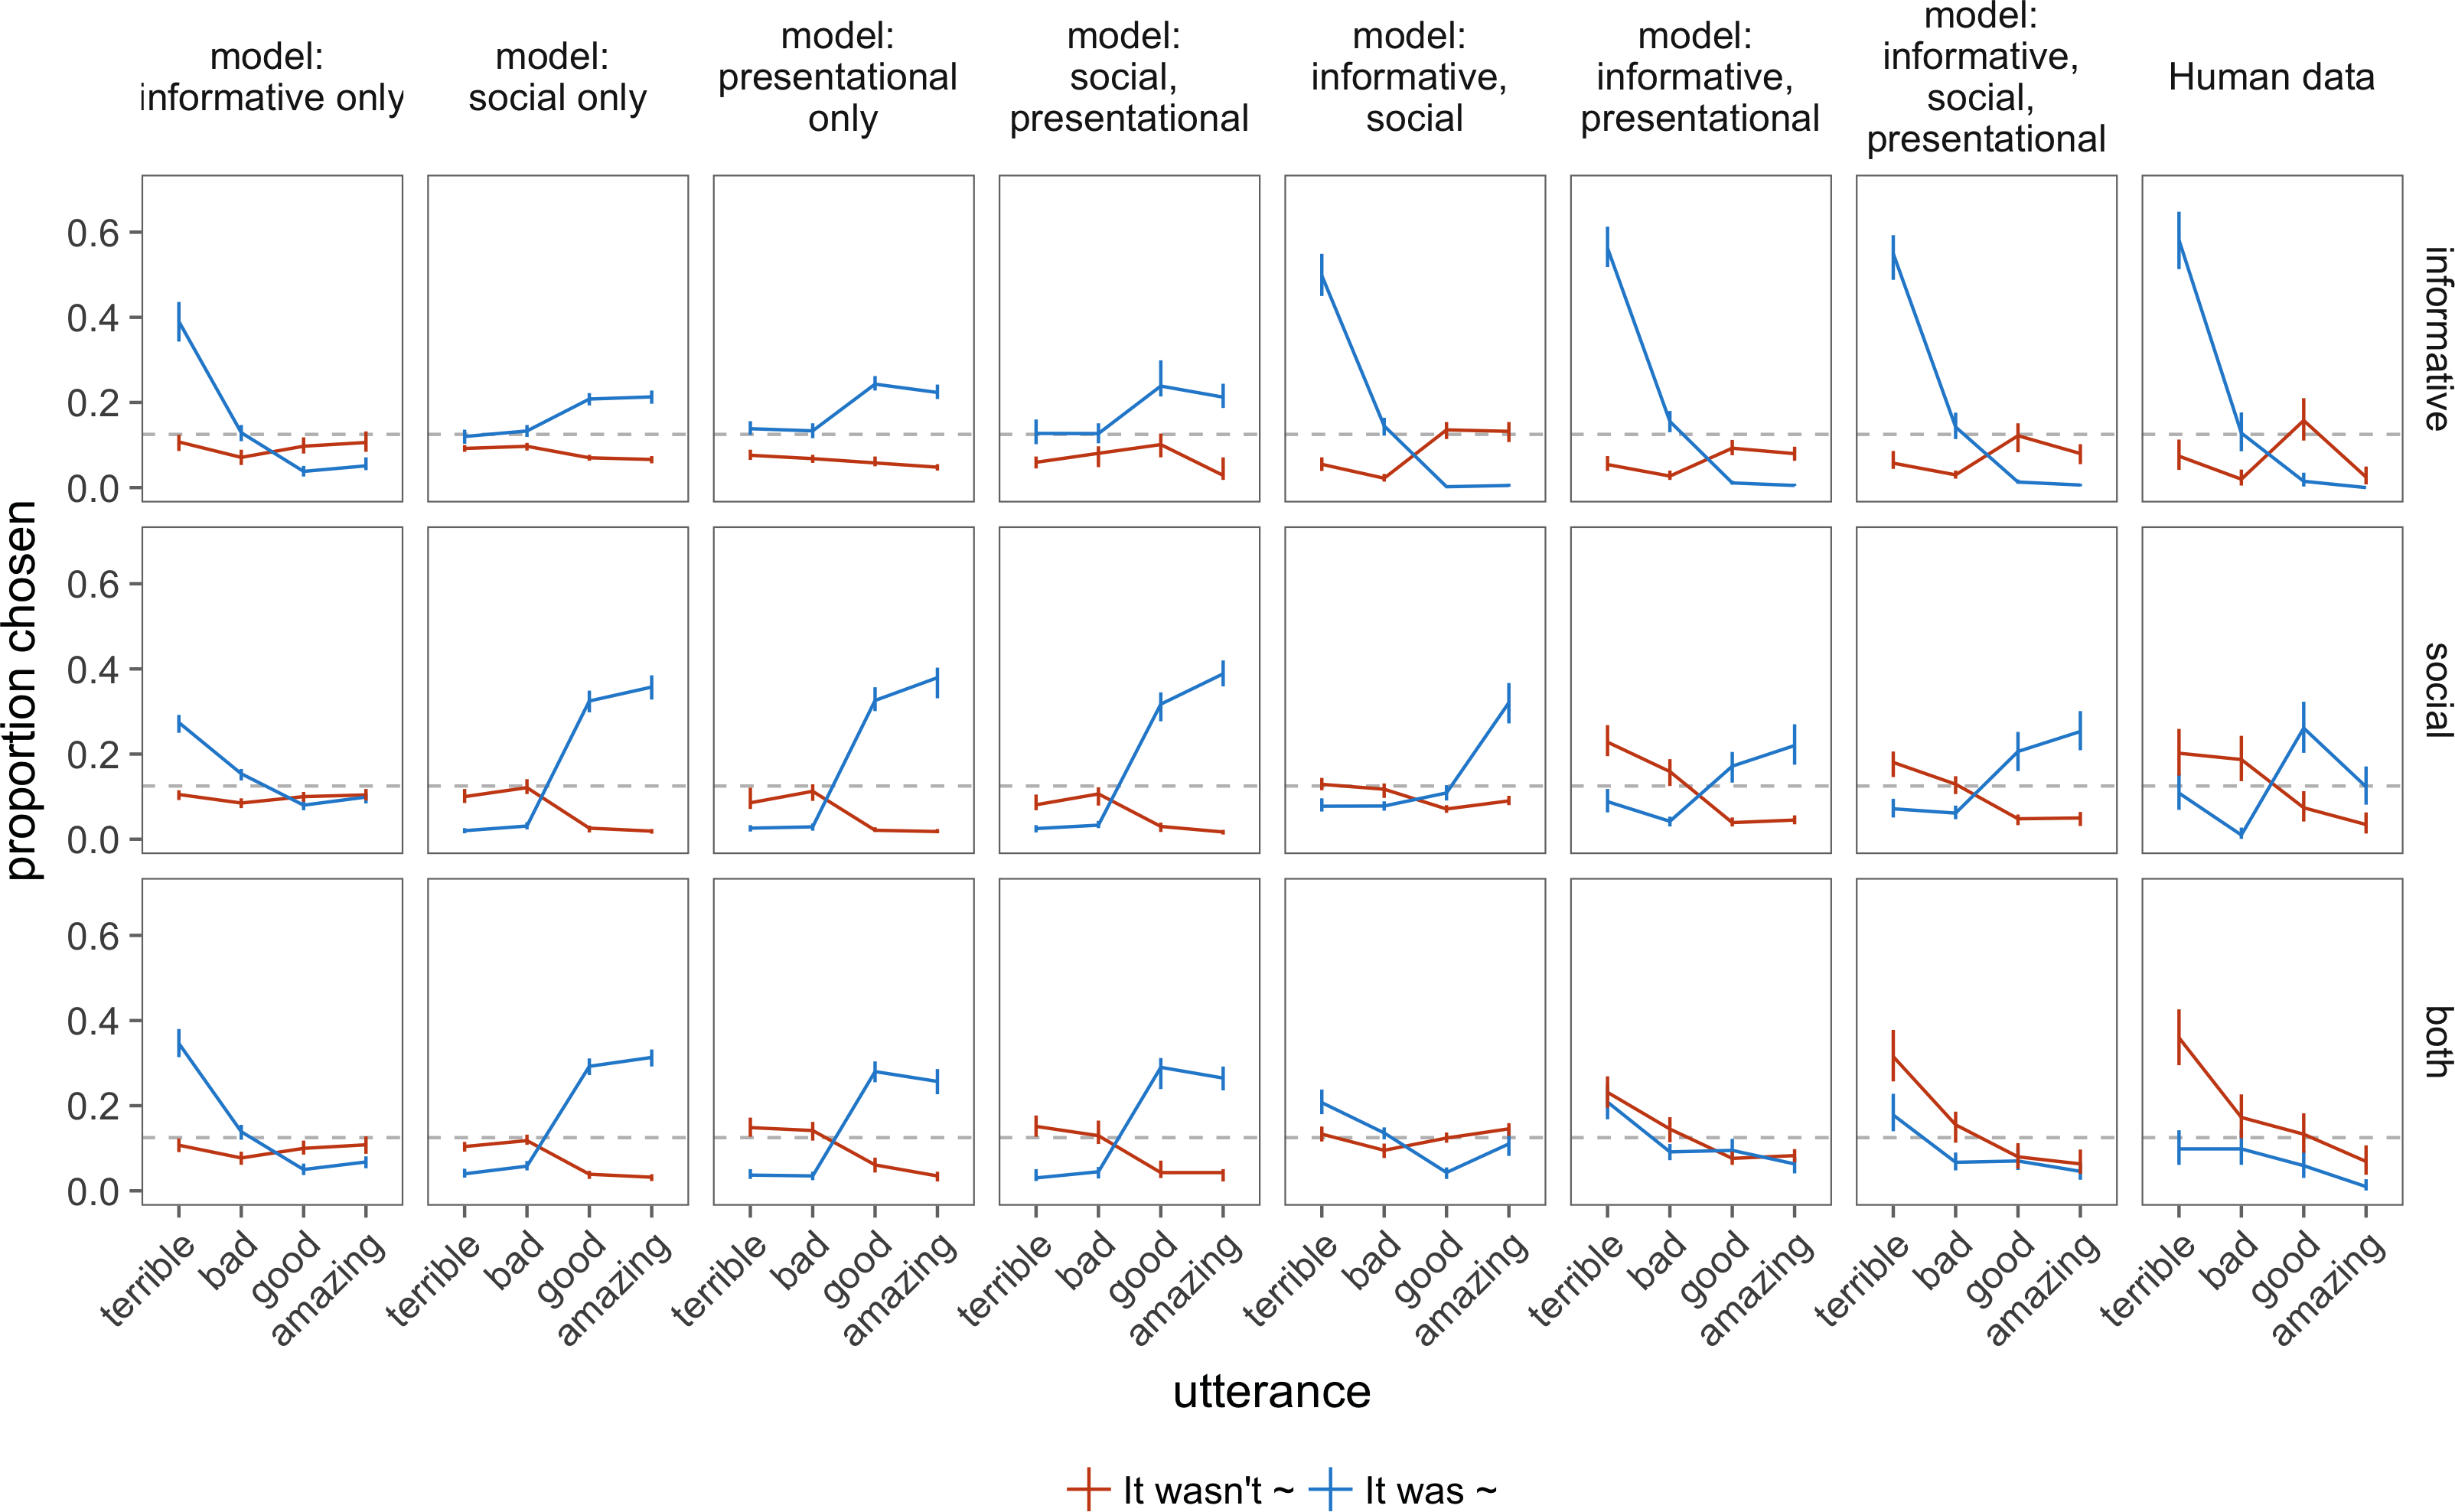 model:
informative only
model:
social only
model:
presentational
only
model:
social,
presentational
model:
informative,
social
model:
informative,
presentational
model:
informative,
social,
presentational
Human data
proportion chosen
0.6
0.4
0.2
0.0
informative
0.6
0.4
0.2
0.0
social
0.6
0.4
0.2
0.0
both
terrible bad good amazing
terrible bad good amazing
terrible bad good amazing
terrible bad good amazing
terrible bad good amazing
terrible bad good amazing
terrible bad good amazing
terrible bad good amazing
utterance
It wasn't ~ It was ~